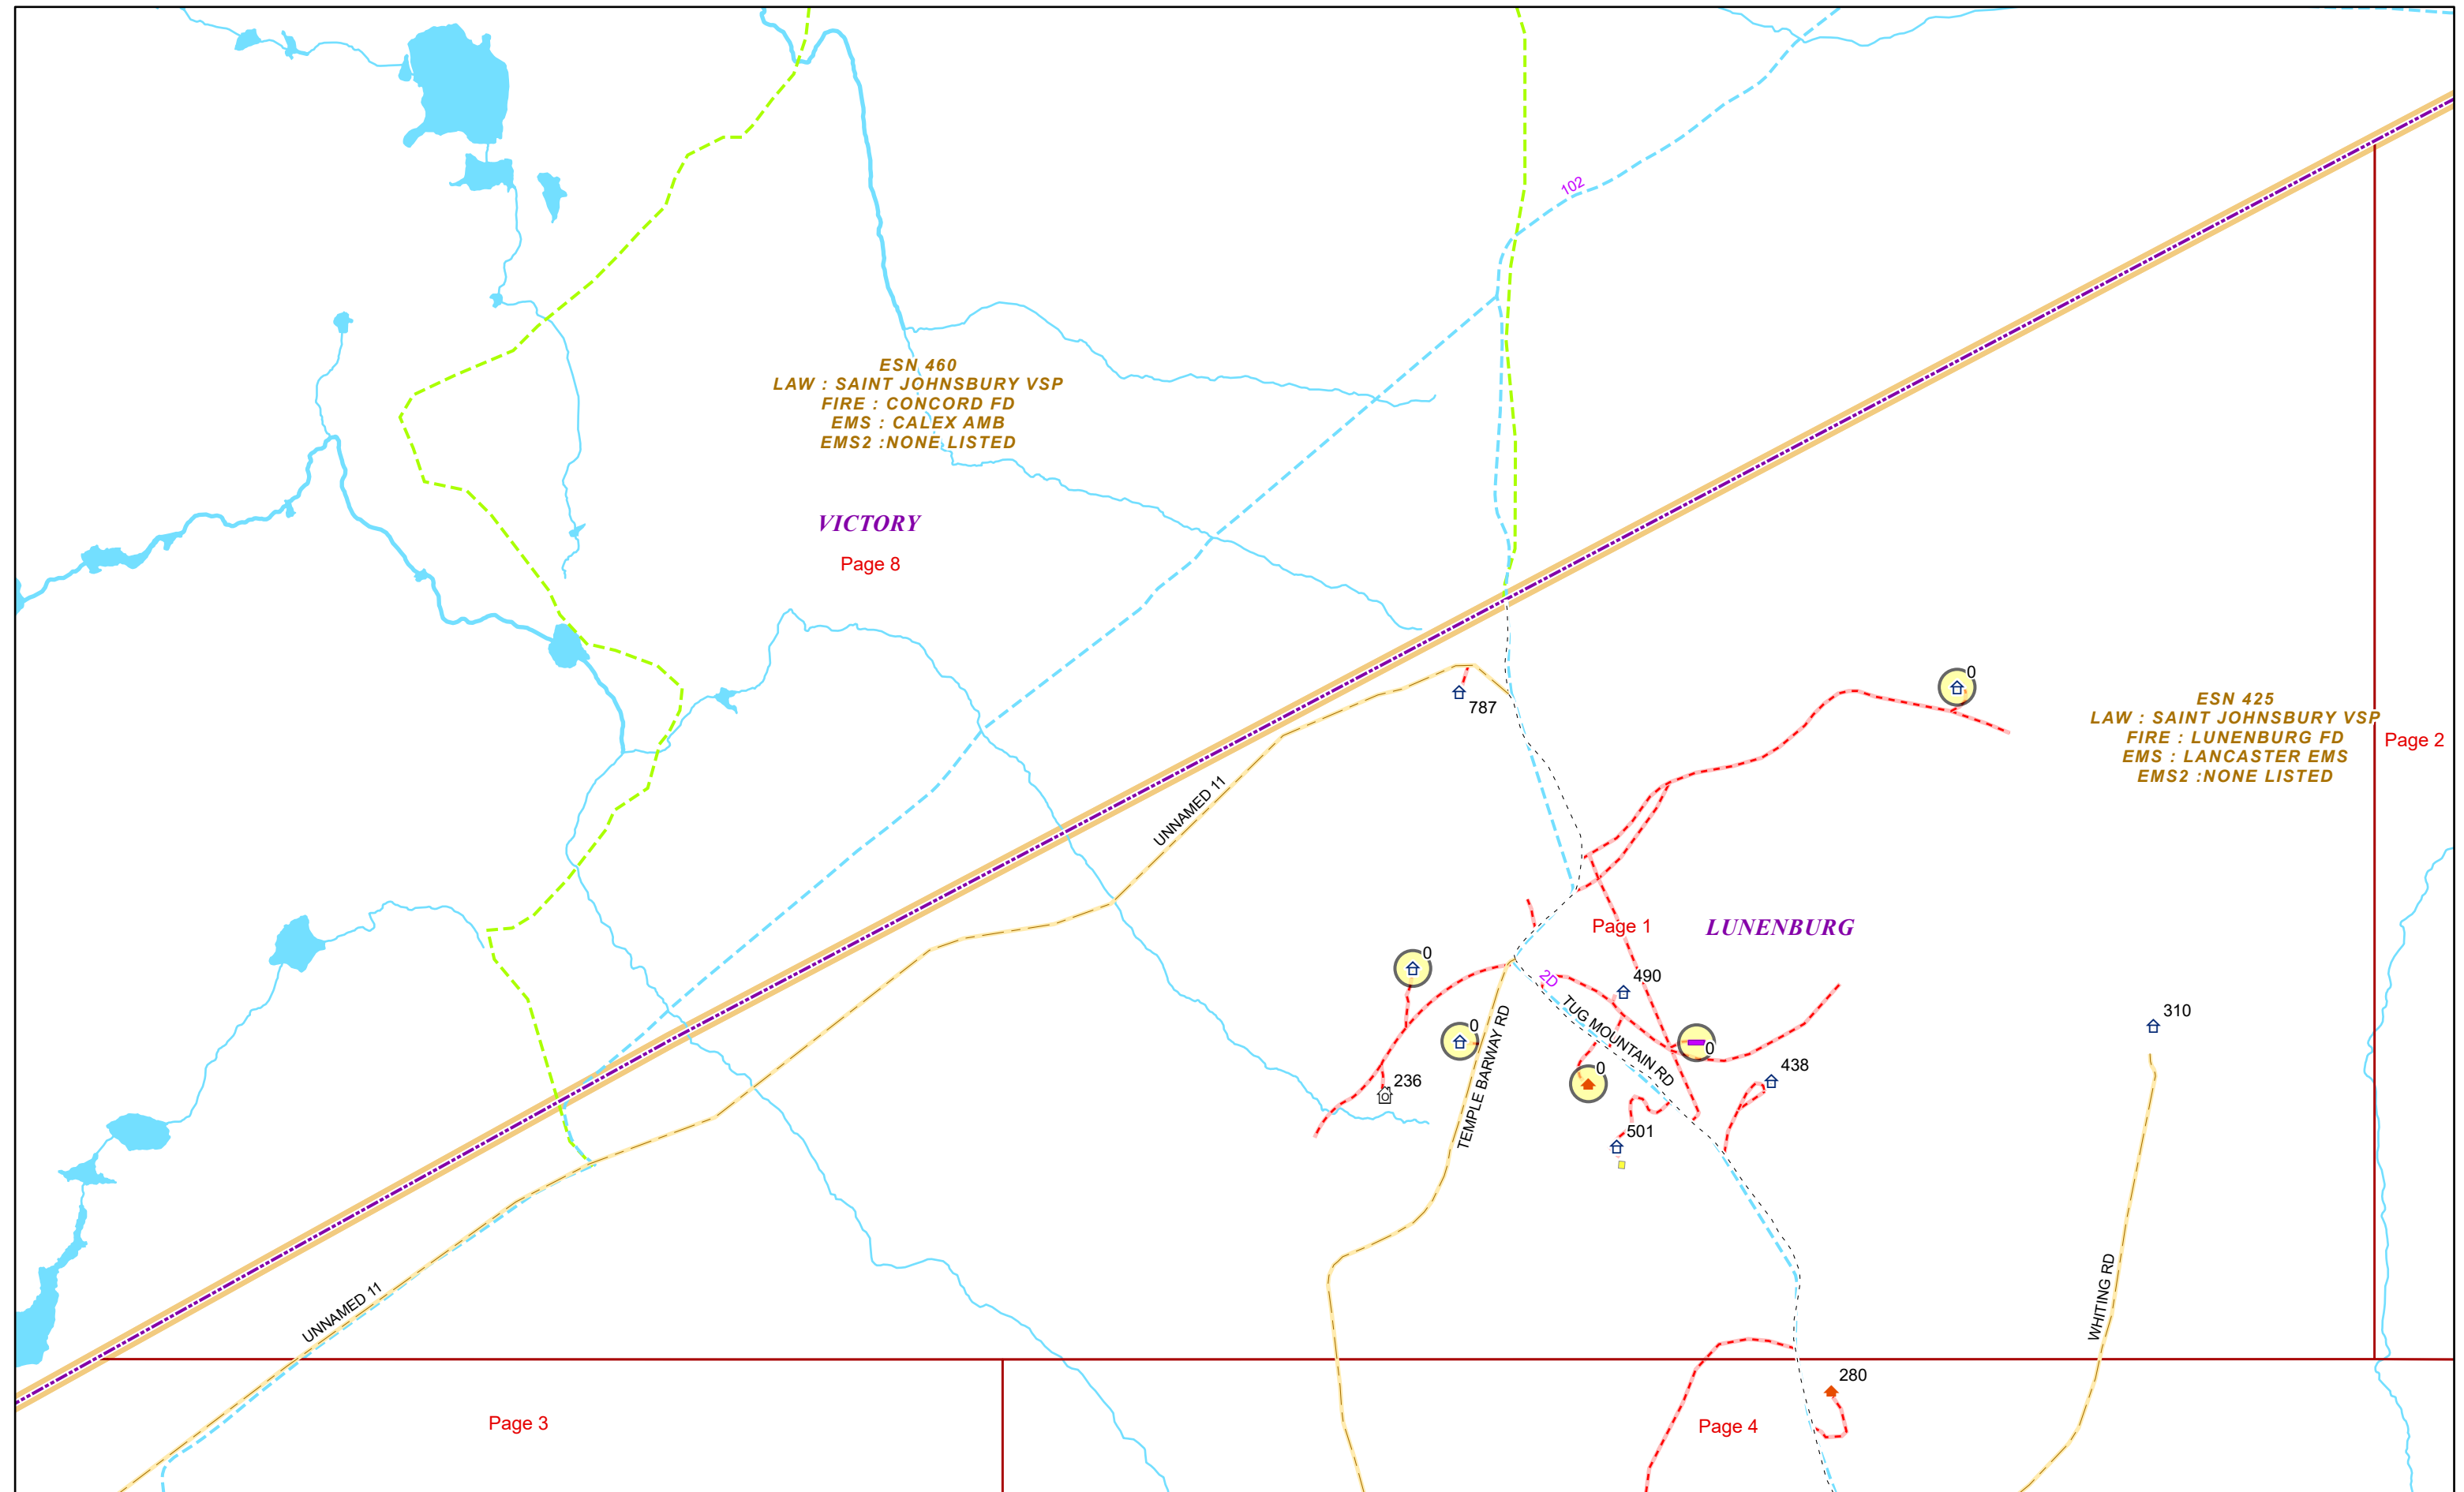 102
ESN 460
LAW : SAINT JOHNSBURY VSP
FIRE : CONCORD FD
EMS : CALEX AMB
EMS2 :NONE LISTED
VICTORY
Page 8
0
787
ESN 425
LAW : SAINT JOHNSBURY VSP
FIRE : LUNENBURG FD
EMS : LANCASTER EMS
EMS2 :NONE LISTED
Page 2
UNNAMED 11
Page 1
LUNENBURG
0
2D
490
310
TUG MOUNTAIN RD
0
0
0
438
236
TEMPLE BARWAY RD
501
UNNAMED 11
WHITING RD
280
Page 3
Page 4